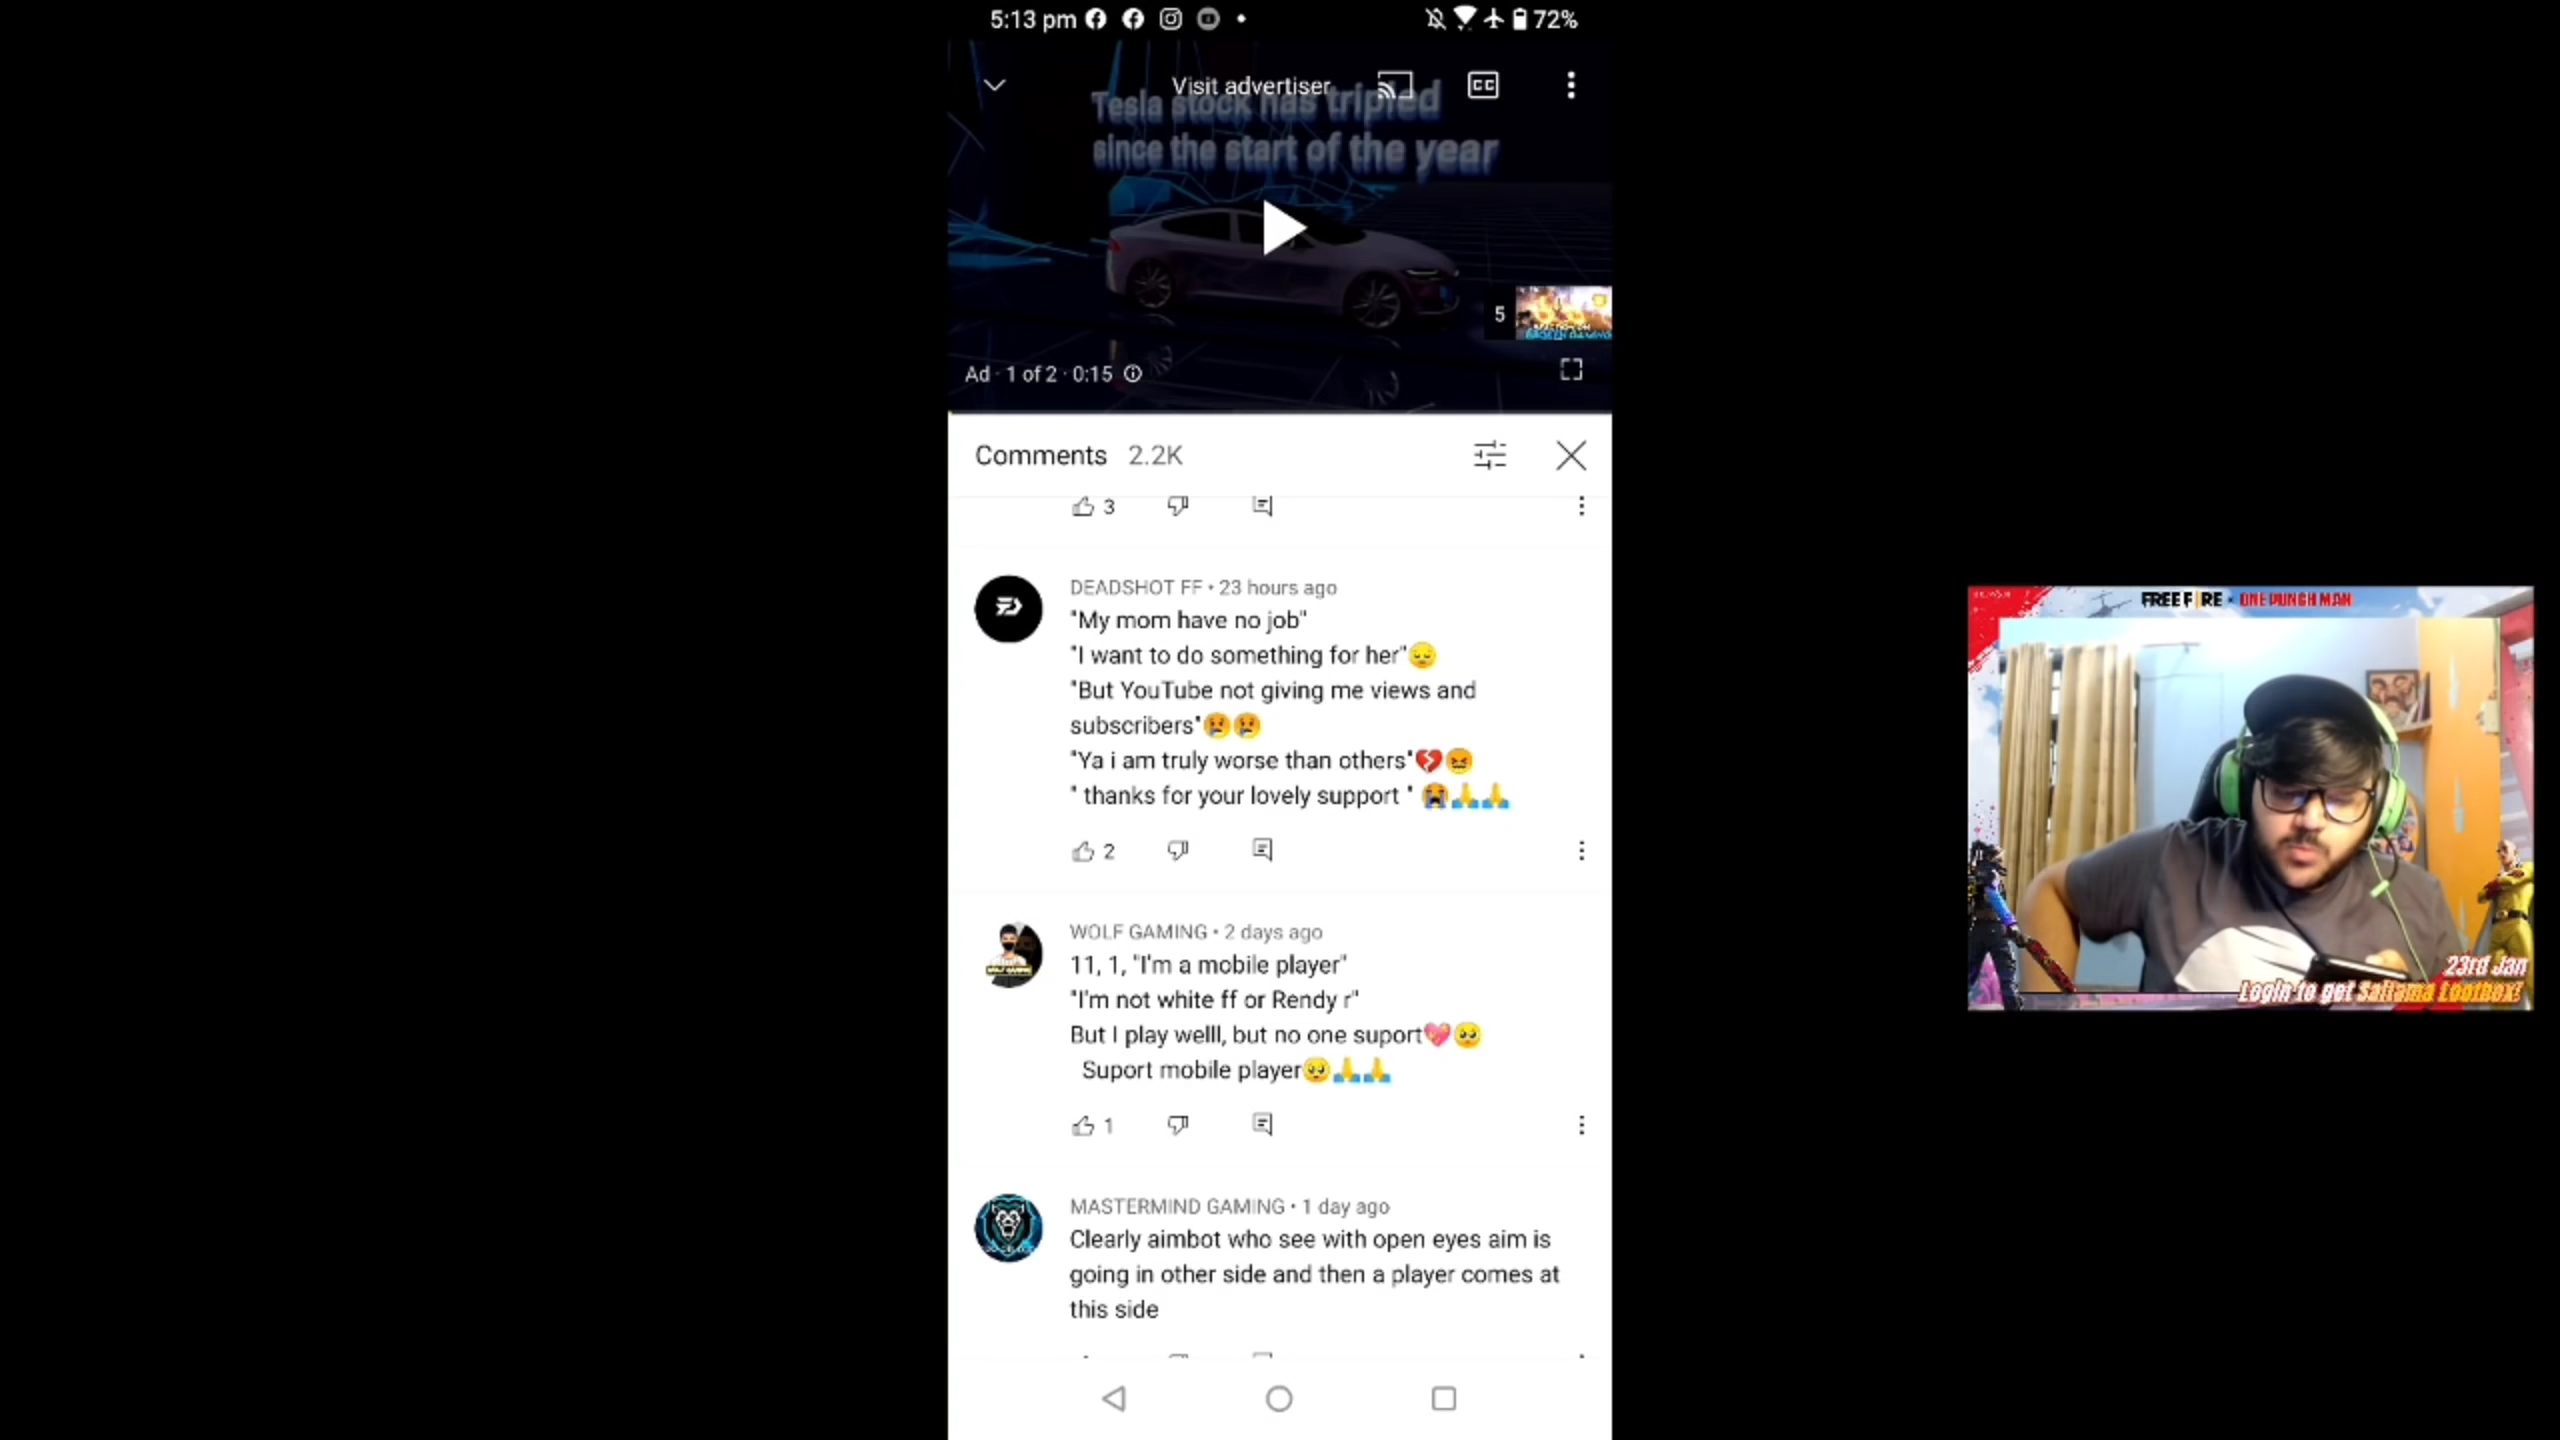 5:13 pm
72%
Visit advertiser
Tesla stock has tripled
since the start of the year
5
Ad · 1 of 2 · 0:15
Comments 2.2K
3
DEADSHOT FF • 23 hours ago
"My mom have no job"
"I want to do something for her"😔
"But YouTube not giving me views and
subscribers"😢😢
"Ya i am truly worse than others"💔😖
" thanks for your lovely support " 😭🙏🙏
2
WOLF GAMING • 2 days ago
11, 1, "I'm a mobile player"
"I'm not white ff or Rendy r"
But I play welll, but no one suport💖🥺
Suport mobile player🥺🙏🙏
1
MASTERMIND GAMING • 1 day ago
Clearly aimbot who see with open eyes aim is
going in other side and then a player comes at
this side
FREE FIRE × ONE PUNCH MAN
23rd Jan
Login to get Saitama Lootbox!